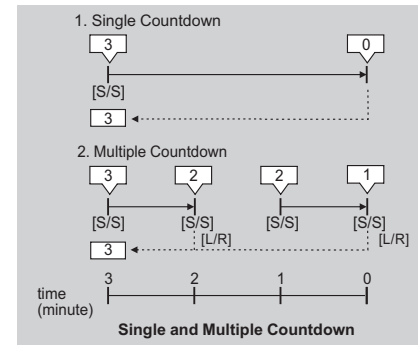 1. Single Countdown
3 0
[S/S]
3
2. Multiple Countdown
3 2 2 1
[S/S] [S/S] [S/S] [S/S]
[L/R] [L/R]
3
3 2 1 0
time
(minute)
Single and Multiple Countdown